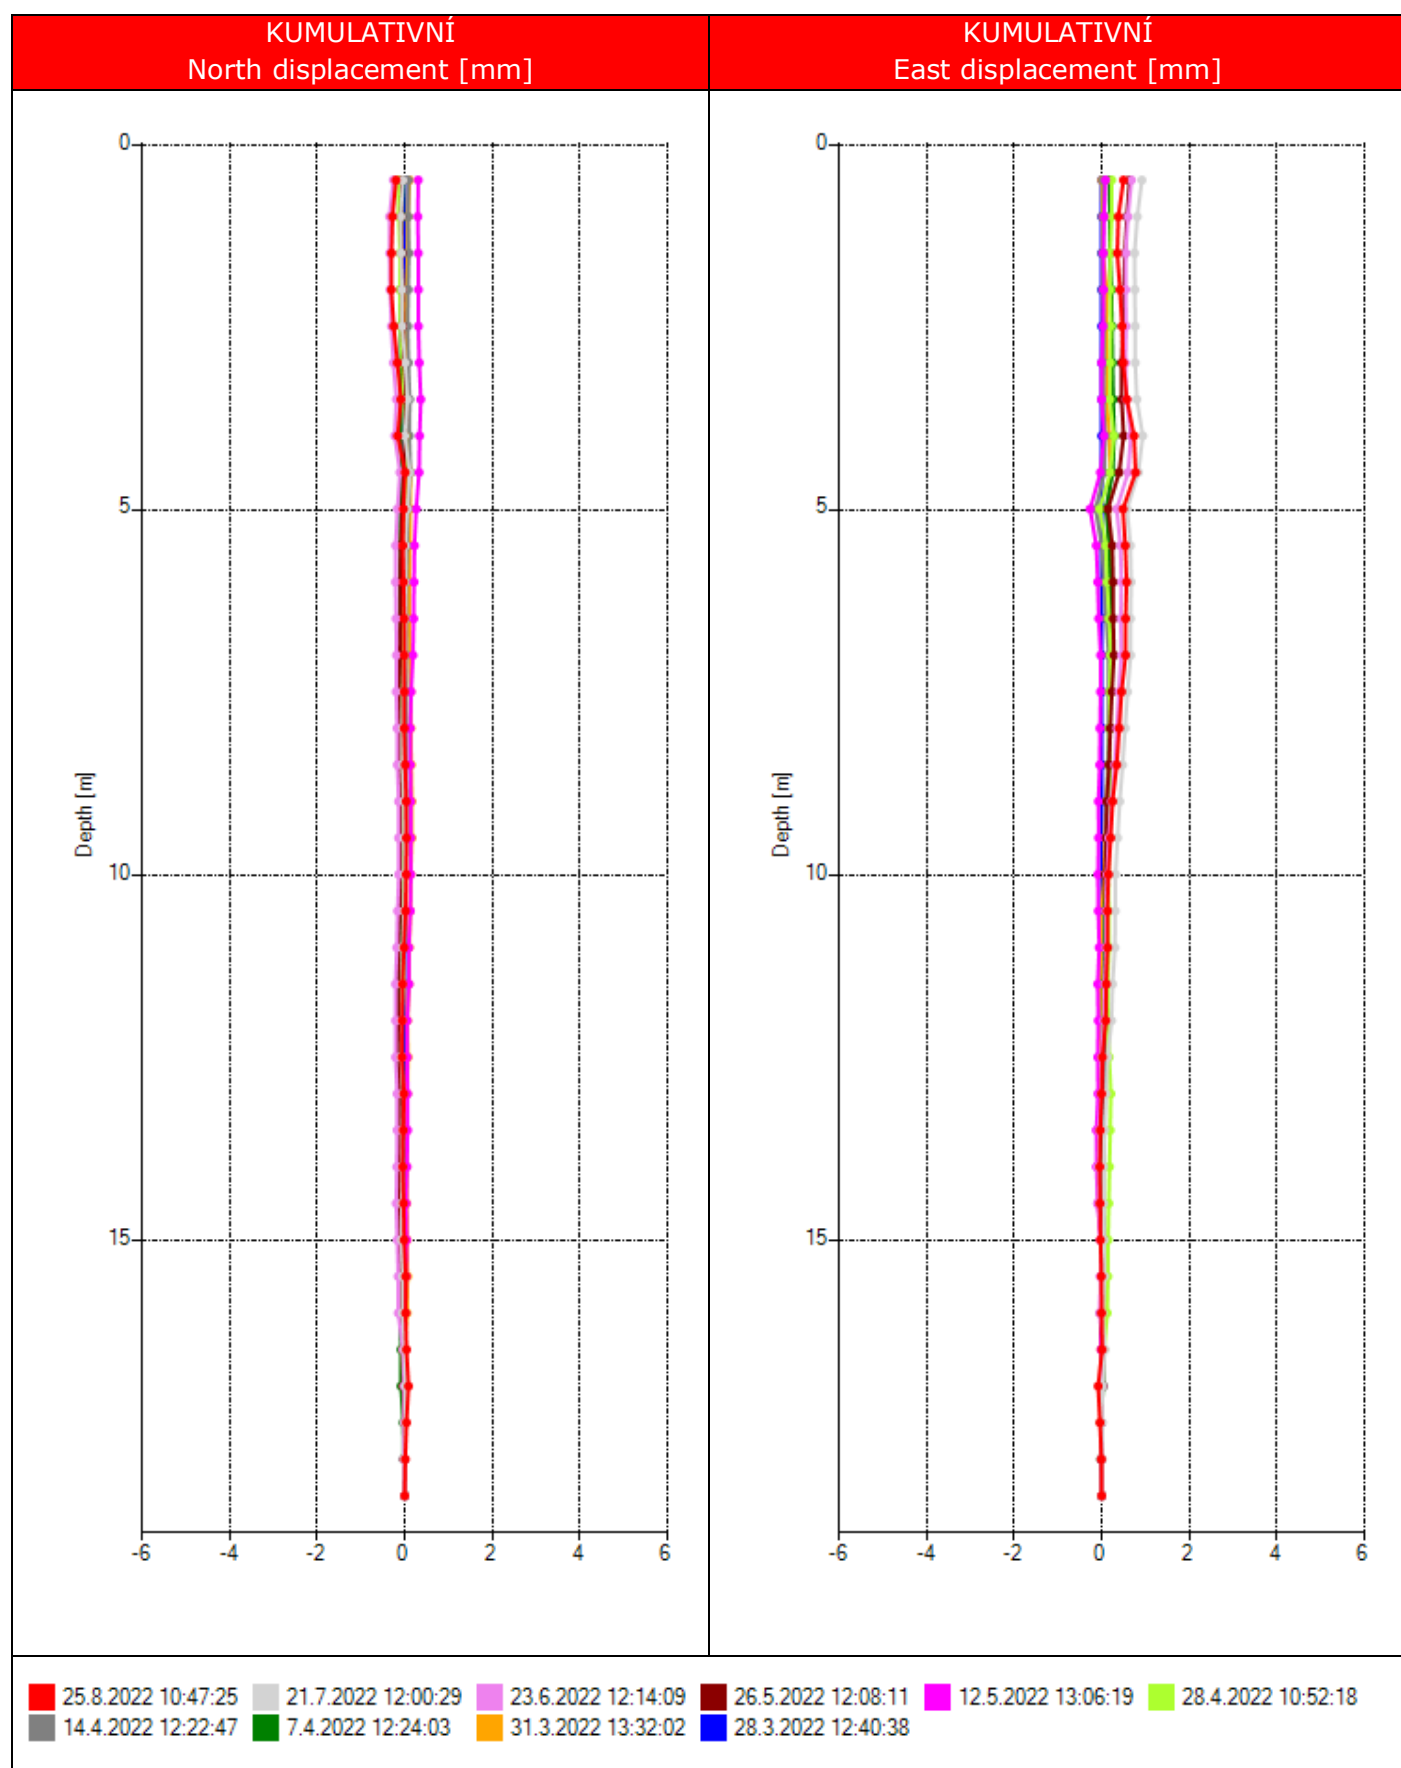 KUMULATIVNÍ
North displacement [mm]
KUMULATIVNÍ
East displacement [mm]
0
5
10
15
Depth [m]
-6 -4 -2 0 2 4 6
0
5
10
15
Depth [m]
-6 -4 -2 0 2 4 6
25.8.2022 10:47:25 21.7.2022 12:00:29 23.6.2022 12:14:09 26.5.2022 12:08:11 12.5.2022 13:06:19 28.4.2022 10:52:18
14.4.2022 12:22:47 7.4.2022 12:24:03 31.3.2022 13:32:02 28.3.2022 12:40:38